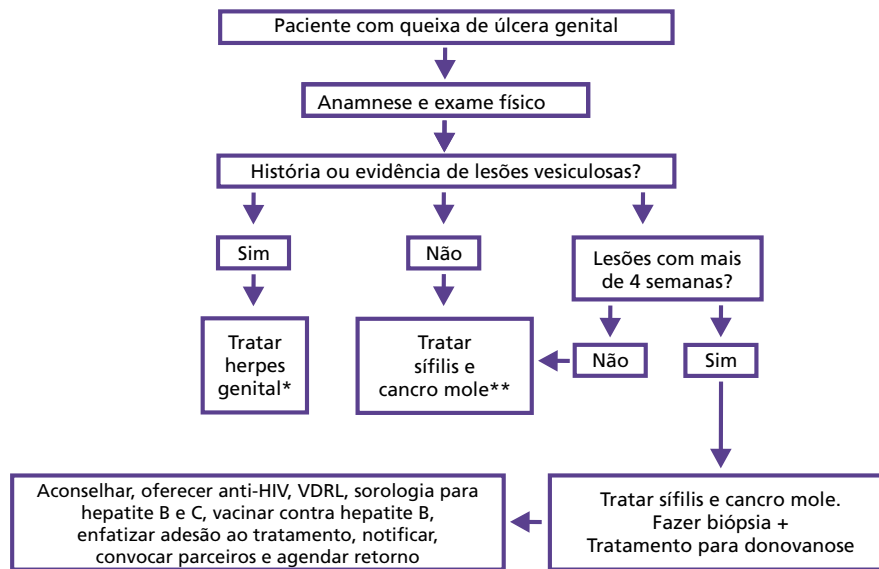 Paciente com queixa de úlcera genital
Anamnese e exame físico
História ou evidência de lesões vesiculosas?
Sim
Não
Lesões com mais
de 4 semanas?
Tratar
herpes
genital*
Tratar
sífilis e
cancro mole**
Não
Sim
Aconselhar, oferecer anti-HIV, VDRL, sorologia para
hepatite B e C, vacinar contra hepatite B,
enfatizar adesão ao tratamento, notificar,
convocar parceiros e agendar retorno
Tratar sífilis e cancro mole.
Fazer biópsia +
Tratamento para donovanose